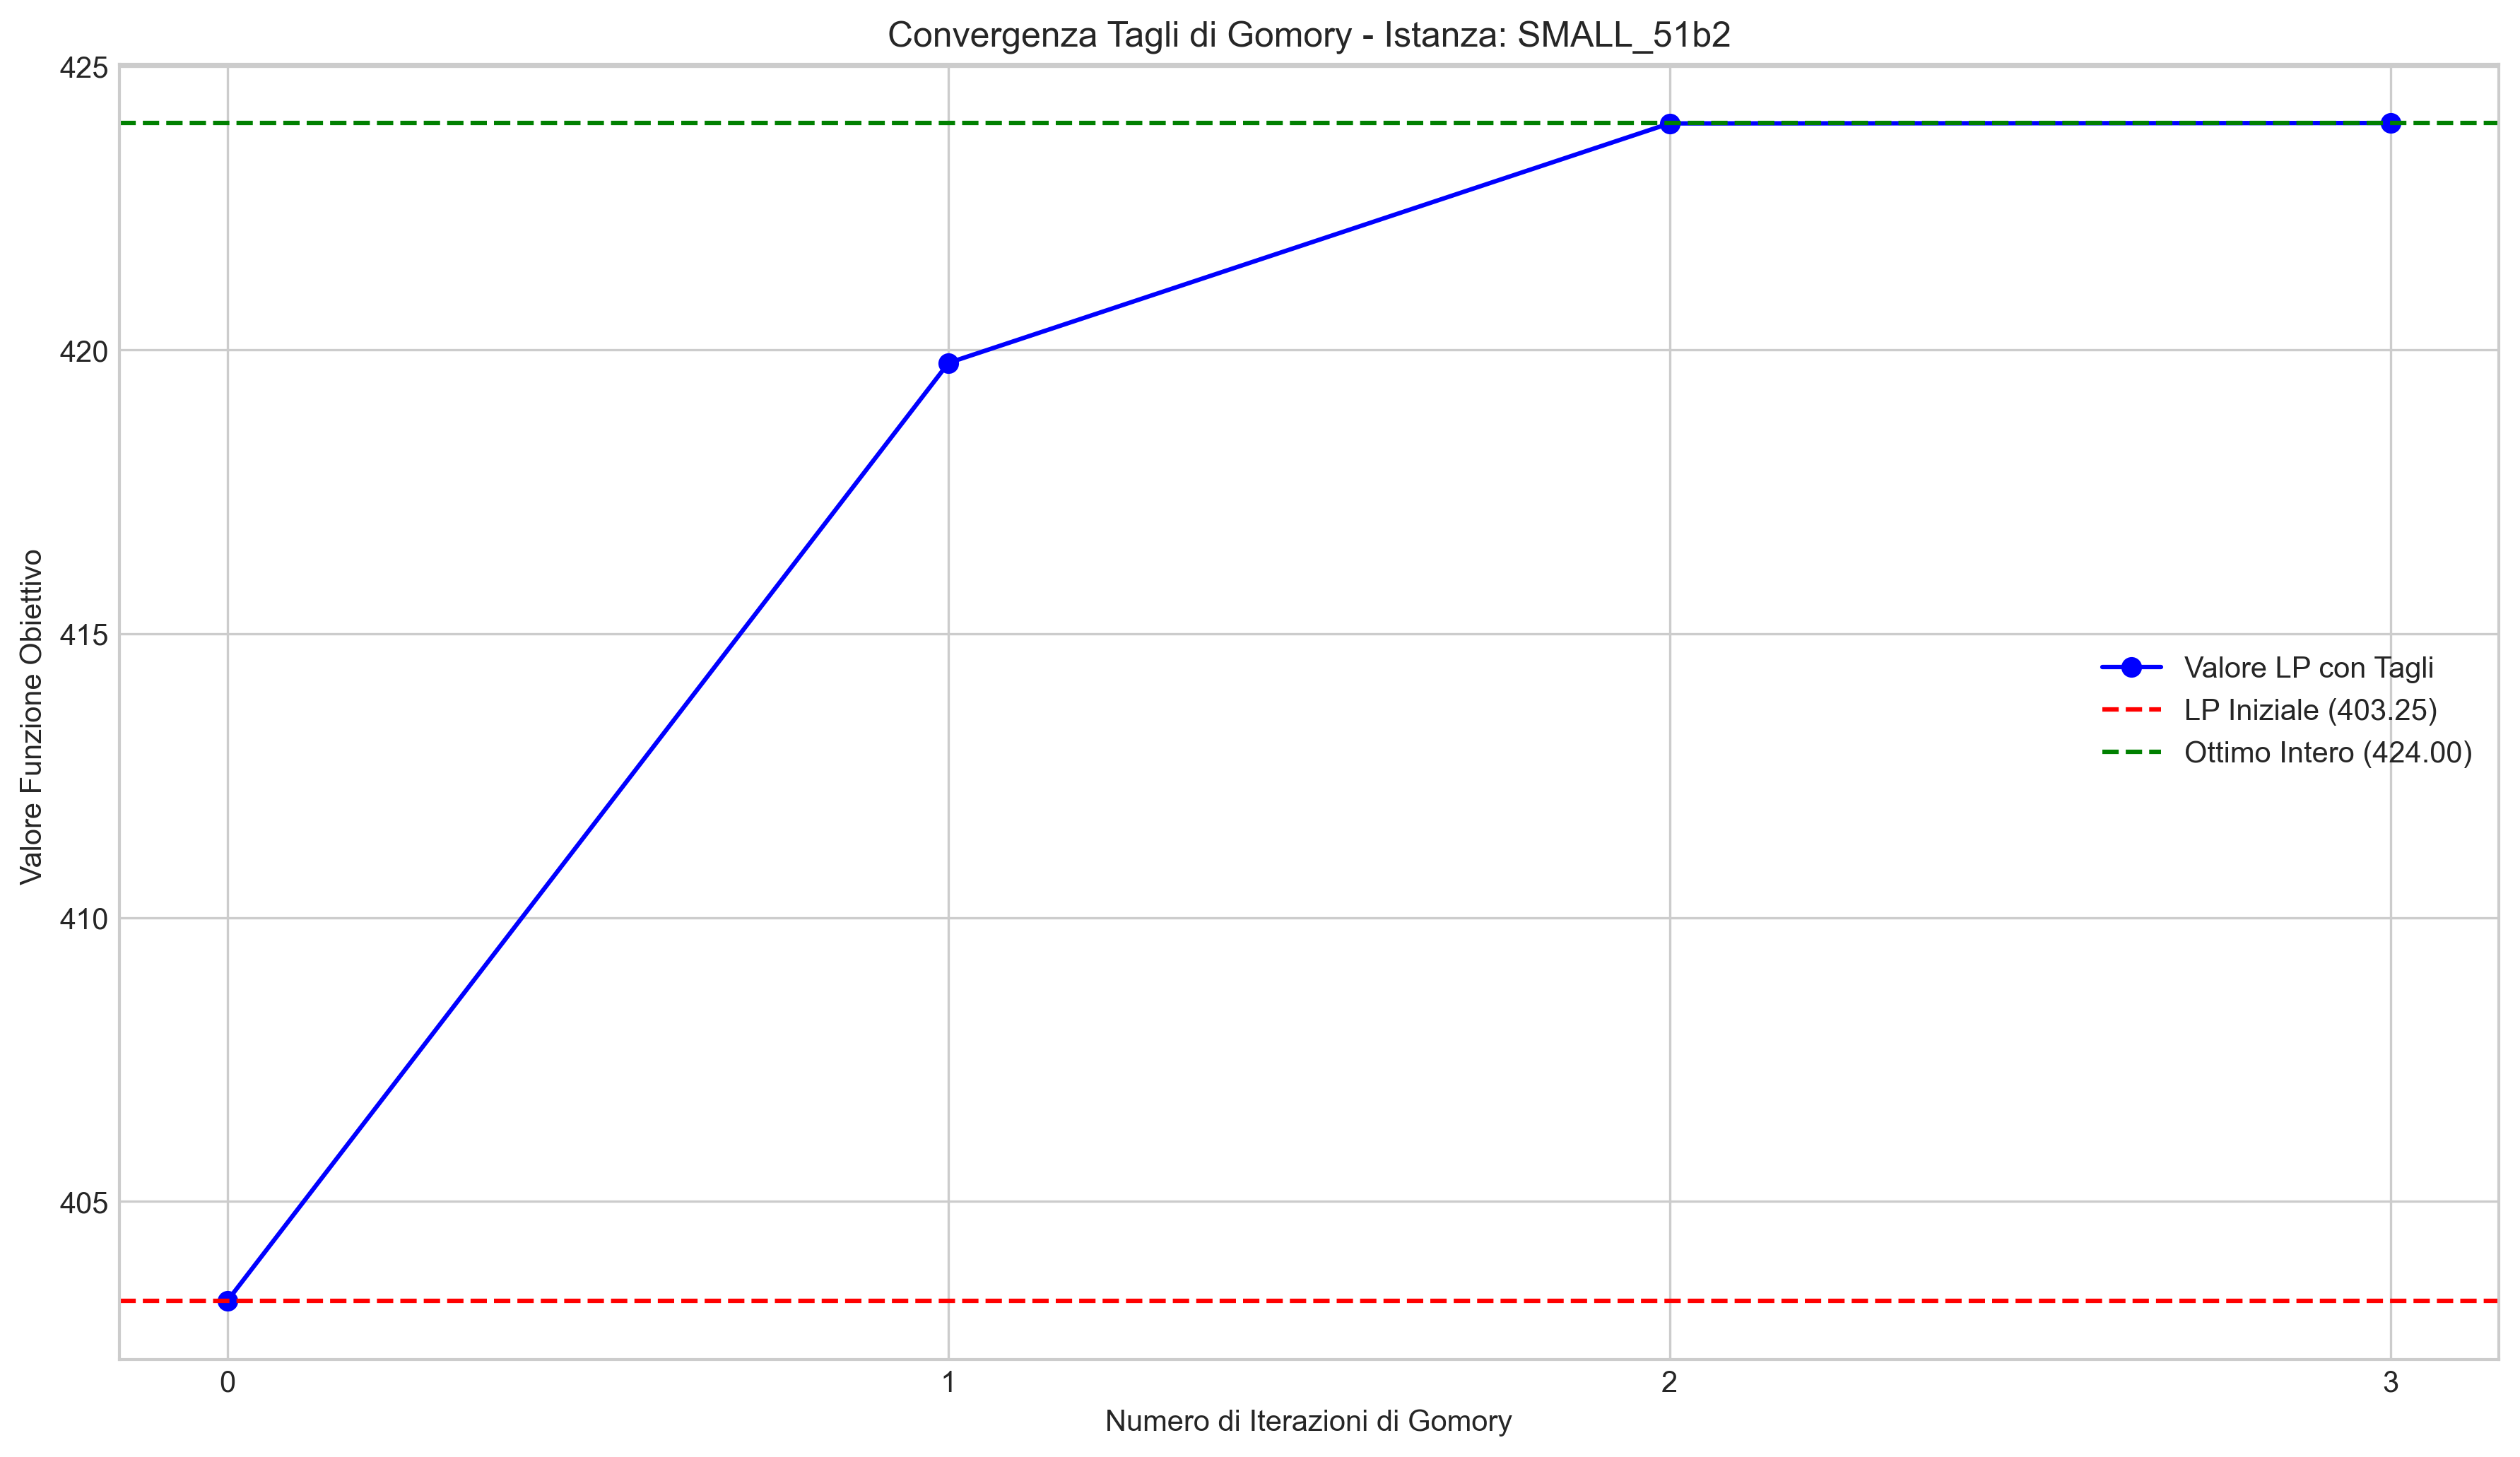 Convergenza Tagli di Gomory - Istanza: SMALL_51b2
425
420
415
410
405
Valore Funzione Obiettivo
Valore LP con Tagli
LP Iniziale (403.25)
Ottimo Intero (424.00)
0 1 2 3
Numero di Iterazioni di Gomory